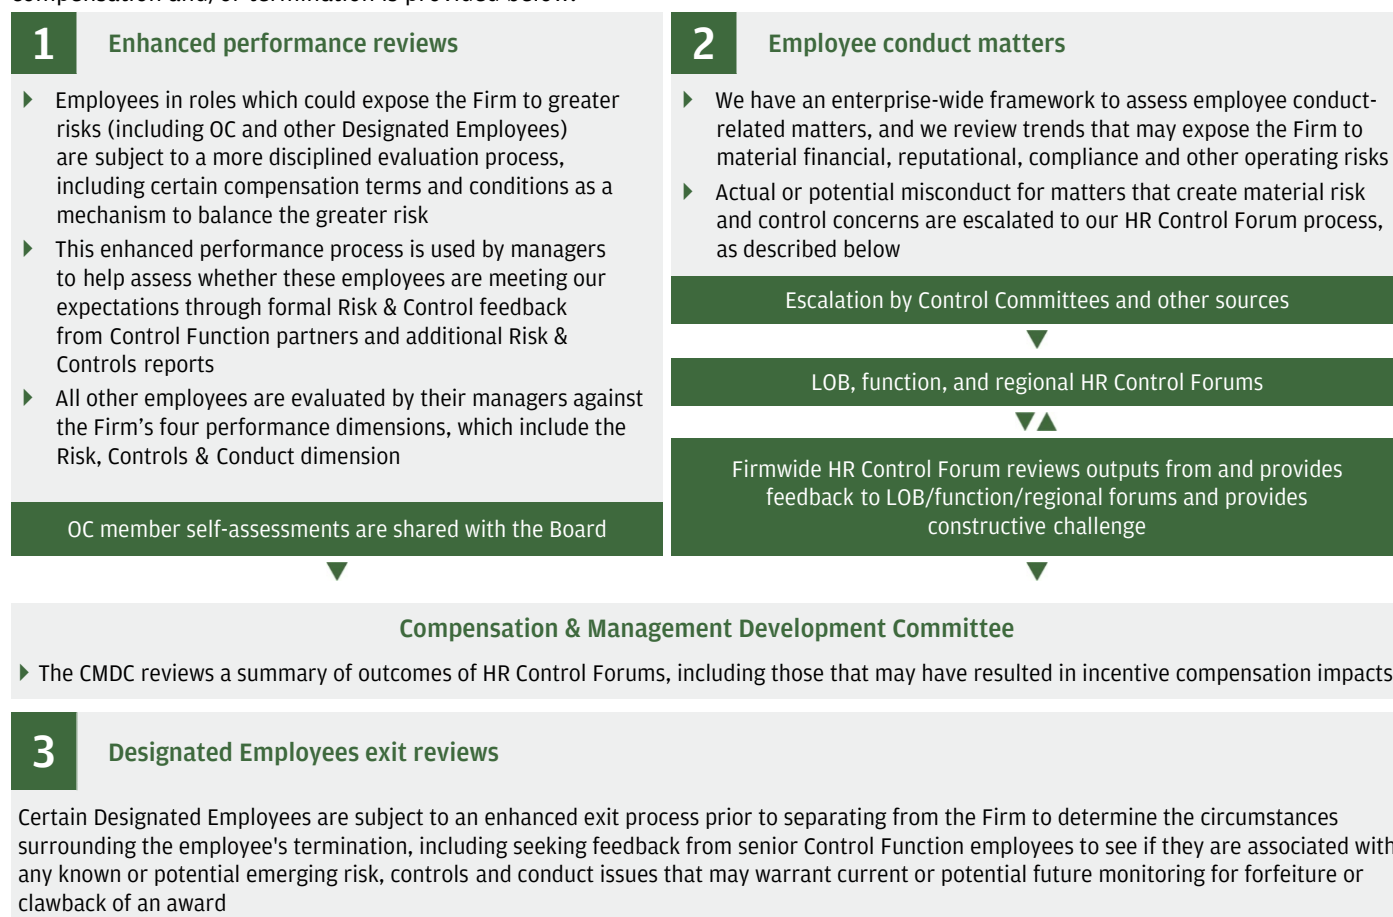 compensation and/or termination is provided below.
1 Enhanced performance reviews
Employees in roles which could expose the Firm to greater
risks (including OC and other Designated Employees)
are subject to a more disciplined evaluation process,
including certain compensation terms and conditions as a
mechanism to balance the greater risk
This enhanced performance process is used by managers
to help assess whether these employees are meeting our
expectations through formal Risk & Control feedback
from Control Function partners and additional Risk &
Controls reports
All other employees are evaluated by their managers against
the Firm's four performance dimensions, which include the
Risk, Controls & Conduct dimension
OC member self-assessments are shared with the Board
2 Employee conduct matters
We have an enterprise-wide framework to assess employee conduct-
related matters, and we review trends that may expose the Firm to
material financial, reputational, compliance and other operating risks
Actual or potential misconduct for matters that create material risk
and control concerns are escalated to our HR Control Forum process,
as described below
Escalation by Control Committees and other sources
LOB, function, and regional HR Control Forums
Firmwide HR Control Forum reviews outputs from and provides
feedback to LOB/function/regional forums and provides
constructive challenge
Compensation & Management Development Committee
The CMDC reviews a summary of outcomes of HR Control Forums, including those that may have resulted in incentive compensation impacts
3 Designated Employees exit reviews
Certain Designated Employees are subject to an enhanced exit process prior to separating from the Firm to determine the circumstances
surrounding the employee's termination, including seeking feedback from senior Control Function employees to see if they are associated with
any known or potential emerging risk, controls and conduct issues that may warrant current or potential future monitoring for forfeiture or
clawback of an award